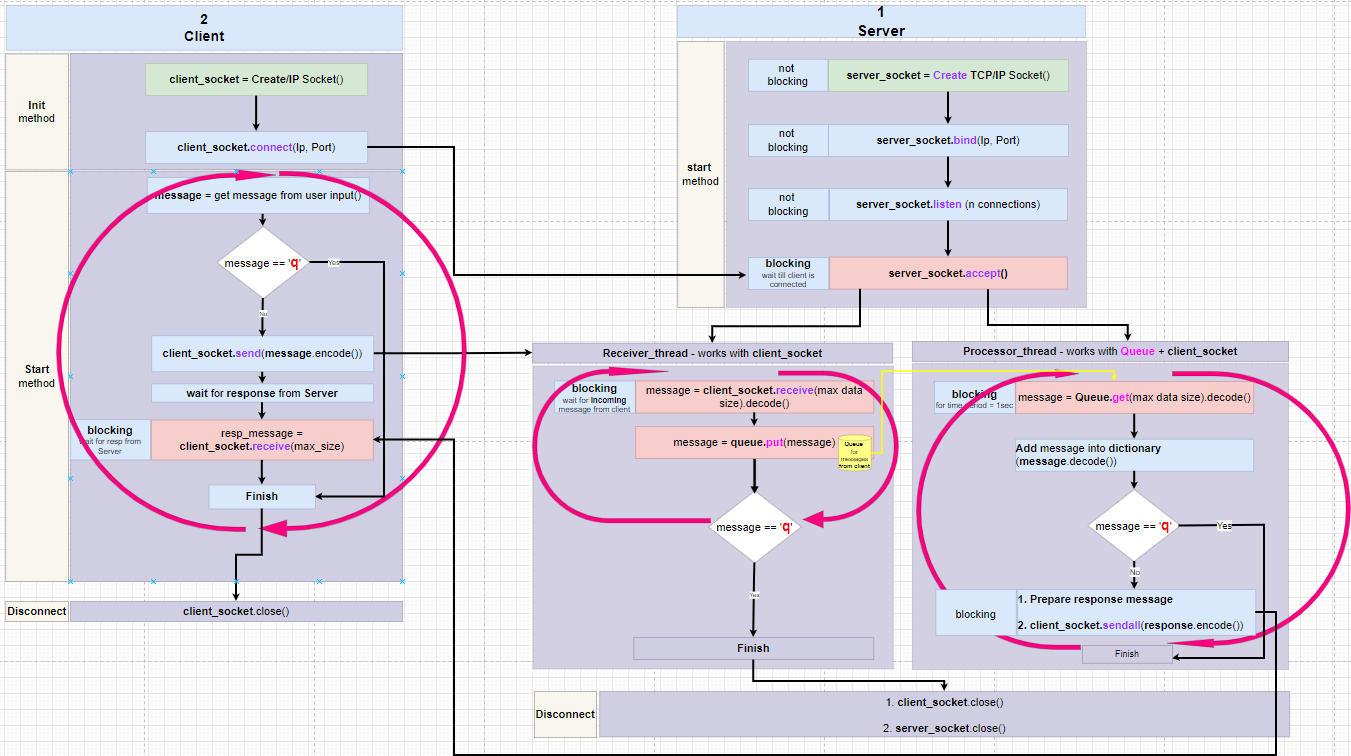 2
Client
Init
method
client_socket = Create/IP Socket()
client_socket.connect(Ip, Port)
Start
method
message = get message from user input()
message == 'q'
Yes
No
client_socket.send(message.encode())
wait for response from Server
blocking
wait for resp from
Server
resp_message =
client_socket.receive(max_size)
Finish
Disconnect
client_socket.close()
1
Server
start
method
not
blocking
server_socket = Create TCP/IP Socket()
not
blocking
server_socket.bind(Ip, Port)
not
blocking
server_socket.listen (n connections)
blocking
wait till client is
connected
server_socket.accept()
Receiver_thread - works with client_socket
blocking
wait for incoming
message from client
message = client_socket.receive(max data
size).decode()
message = queue.put(message)
Queue
for
messages
from client
message == 'q'
Yes
Finish
Processor_thread - works with Queue + client_socket
blocking
for time period = 1sec
message = Queue.get(max data size).decode()
Add message into dictionary
(message.decode())
message == 'q'
Yes
No
blocking
1. Prepare response message
2. client_socket.sendall(response.encode())
Finish
Disconnect
1. client_socket.close()
2. server_socket.close()